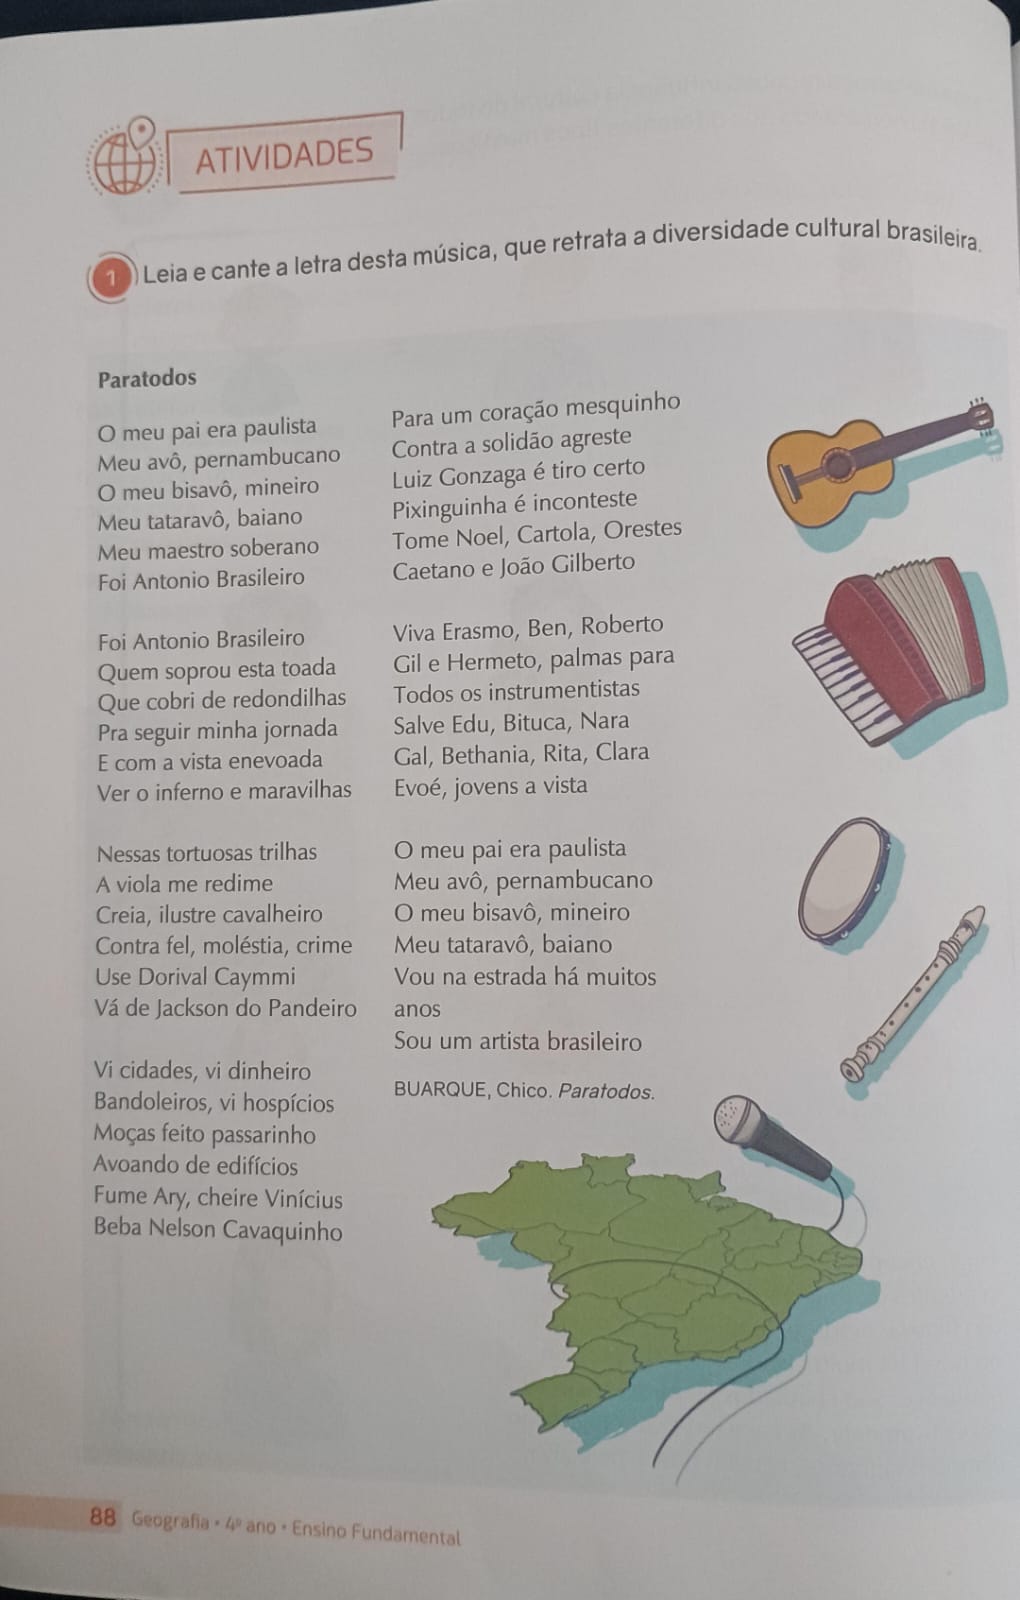 ATIVIDADES
1 Leia e cante a letra desta música, que retrata a diversidade cultural brasileira.
Paratodos
O meu pai era paulista
Meu avô, pernambucano
O meu bisavô, mineiro
Meu tataravô, baiano
Meu maestro soberano
Foi Antonio Brasileiro
Foi Antonio Brasileiro
Quem soprou esta toada
Que cobri de redondilhas
Pra seguir minha jornada
E com a vista enevoada
Ver o inferno e maravilhas
Nessas tortuosas trilhas
A viola me redime
Creia, ilustre cavalheiro
Contra fel, moléstia, crime
Use Dorival Caymmi
Vá de Jackson do Pandeiro
Vi cidades, vi dinheiro
Bandoleiros, vi hospícios
Moças feito passarinho
Avoando de edifícios
Fume Ary, cheire Vinícius
Beba Nelson Cavaquinho
Para um coração mesquinho
Contra a solidão agreste
Luiz Gonzaga é tiro certo
Pixinguinha é inconteste
Tome Noel, Cartola, Orestes
Caetano e João Gilberto
Viva Erasmo, Ben, Roberto
Gil e Hermeto, palmas para
Todos os instrumentistas
Salve Edu, Bituca, Nara
Gal, Bethania, Rita, Clara
Evoé, jovens a vista
O meu pai era paulista
Meu avô, pernambucano
O meu bisavô, mineiro
Meu tataravô, baiano
Vou na estrada há muitos
anos
Sou um artista brasileiro
BUARQUE, Chico. Paratodos.
88 Geografia • 4º ano • Ensino Fundamental